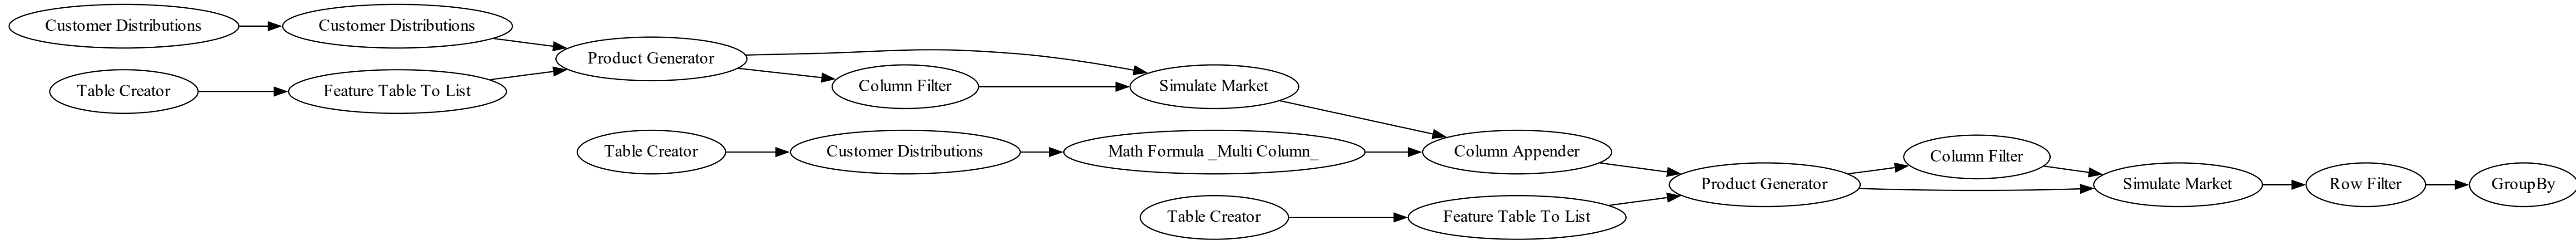 Customer Distributions
Customer Distributions
Product Generator
Table Creator
Feature Table To List
Column Filter
Simulate Market
Table Creator
Customer Distributions
Math Formula _Multi Column_
Column Appender
Table Creator
Feature Table To List
Product Generator
Column Filter
Simulate Market
Row Filter
GroupBy